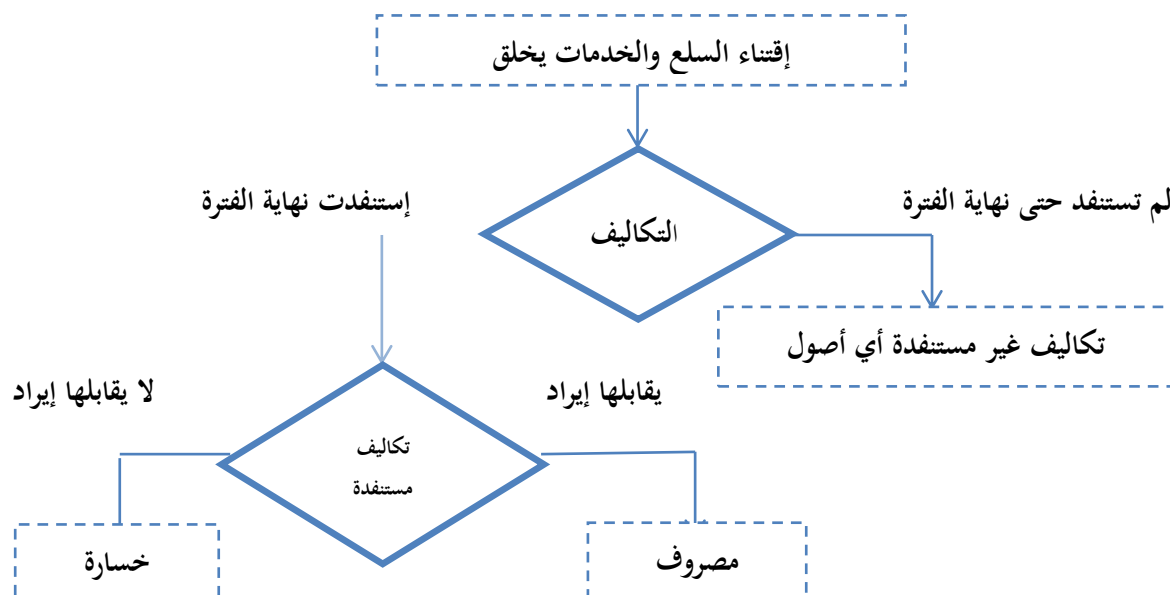 إقتناء السلع والخدمات يخلق
لم تستنفد حتى نهاية الفترة
إستنفدت نهاية الفترة
التكاليف
تكاليف غير مستنفدة أي أصول
يقابلها إيراد
لا يقابلها إيراد
تكاليف
مستنفدة
مصروف
خسارة